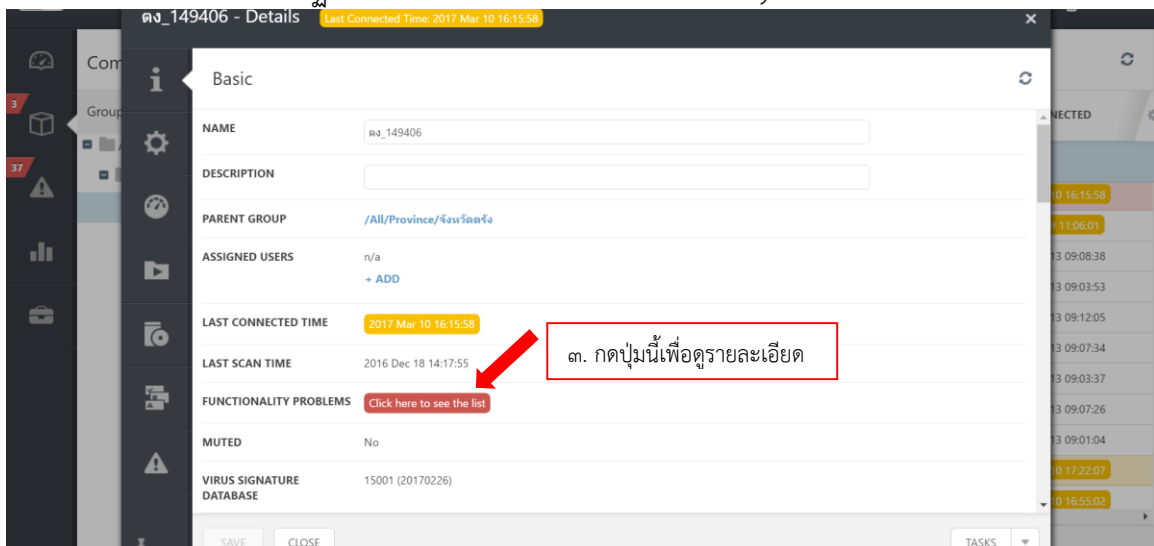 ตง_149406 - Details Last Connected Time: 2017 Mar 10 16:15:58
Com
Basic
3
Group
NECTED
NAME
ตง_149406
DESCRIPTION
37
10 16:15:58
PARENT GROUP
/All/Province/จังหวัดตรัง
11:06:01
ASSIGNED USERS
n/a
13 09:08:38
+ ADD
13 09:03:53
LAST CONNECTED TIME
2017 Mar 10 16:15:58
13 09:12:05
๓. กดปุ่มนี้เพื่อดูรายละเอียด
13 09:07:34
LAST SCAN TIME
2016 Dec 18 14:17:55
13 09:03:37
FUNCTIONALITY PROBLEMS
Click here to see the list
13 09:07:26
MUTED
No
13 09:01:04
10 17:22:07
VIRUS SIGNATURE
DATABASE
15001 (20170226)
10 16:55:02
SAVE
CLOSE
TASKS